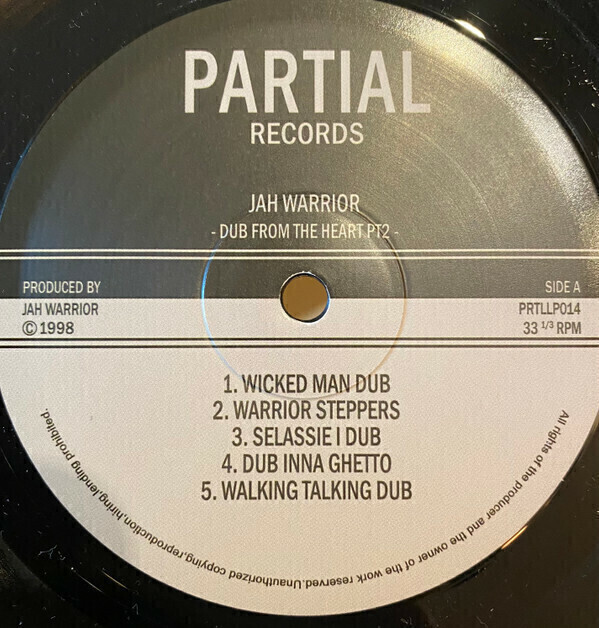 PARTIAL
RECORDS
JAH WARRIOR
- DUB FROM THE HEART PT2 -
PRODUCED BY
JAH WARRIOR
© 1998
SIDE A
PRTLLP014
33 1/3 RPM
1. WICKED MAN DUB
2. WARRIOR STEPPERS
3. SELASSIE I DUB
4. DUB INNA GHETTO
5. WALKING TALKING DUB
All rights of the producer and the owner of the work reserved.Unauthorized copying,reproduction,hiring,lending prohibited.